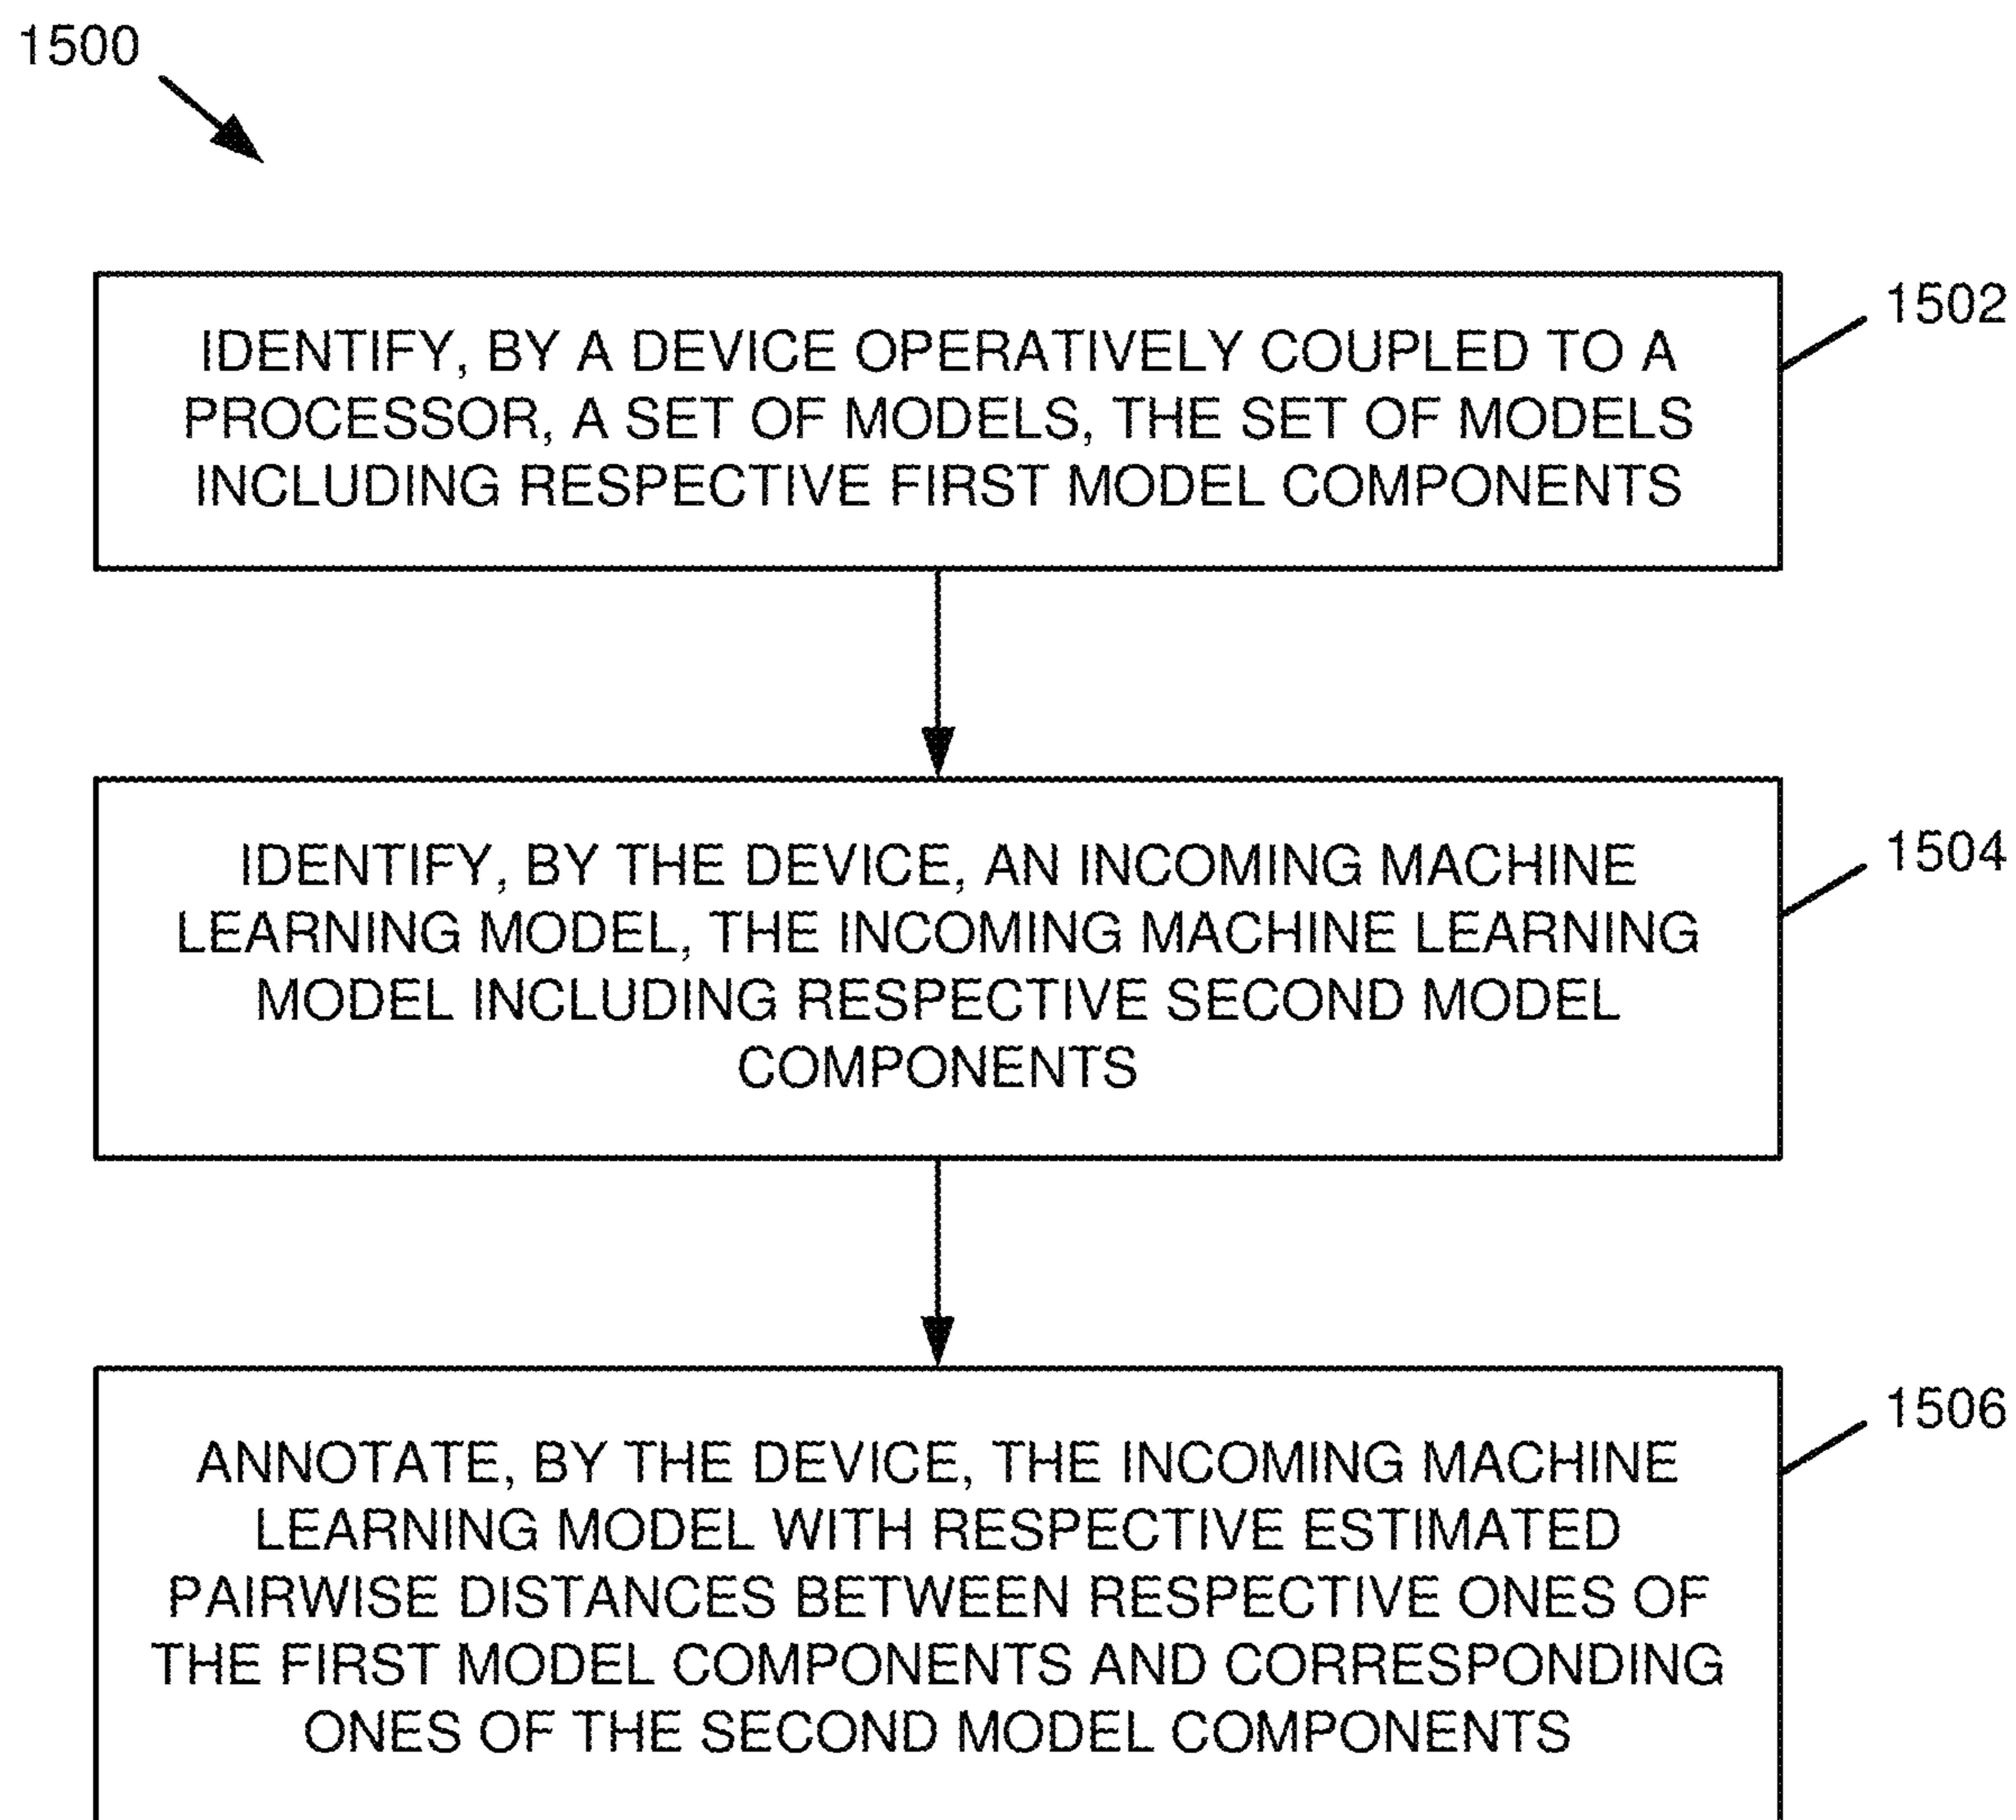 1500
1502
IDENTIFY, BY A DEVICE OPERATIVELY COUPLED TO A
PROCESSOR, A SET OF MODELS, THE SET OF MODELS
INCLUDING RESPECTIVE FIRST MODEL COMPONENTS
1504
IDENTIFY, BY THE DEVICE, AN INCOMING MACHINE
LEARNING MODEL, THE INCOMING MACHINE LEARNING
MODEL INCLUDING RESPECTIVE SECOND MODEL
COMPONENTS
1506
ANNOTATE, BY THE DEVICE, THE INCOMING MACHINE
LEARNING MODEL WITH RESPECTIVE ESTIMATED
PAIRWISE DISTANCES BETWEEN RESPECTIVE ONES OF
THE FIRST MODEL COMPONENTS AND CORRESPONDING
ONES OF THE SECOND MODEL COMPONENTS